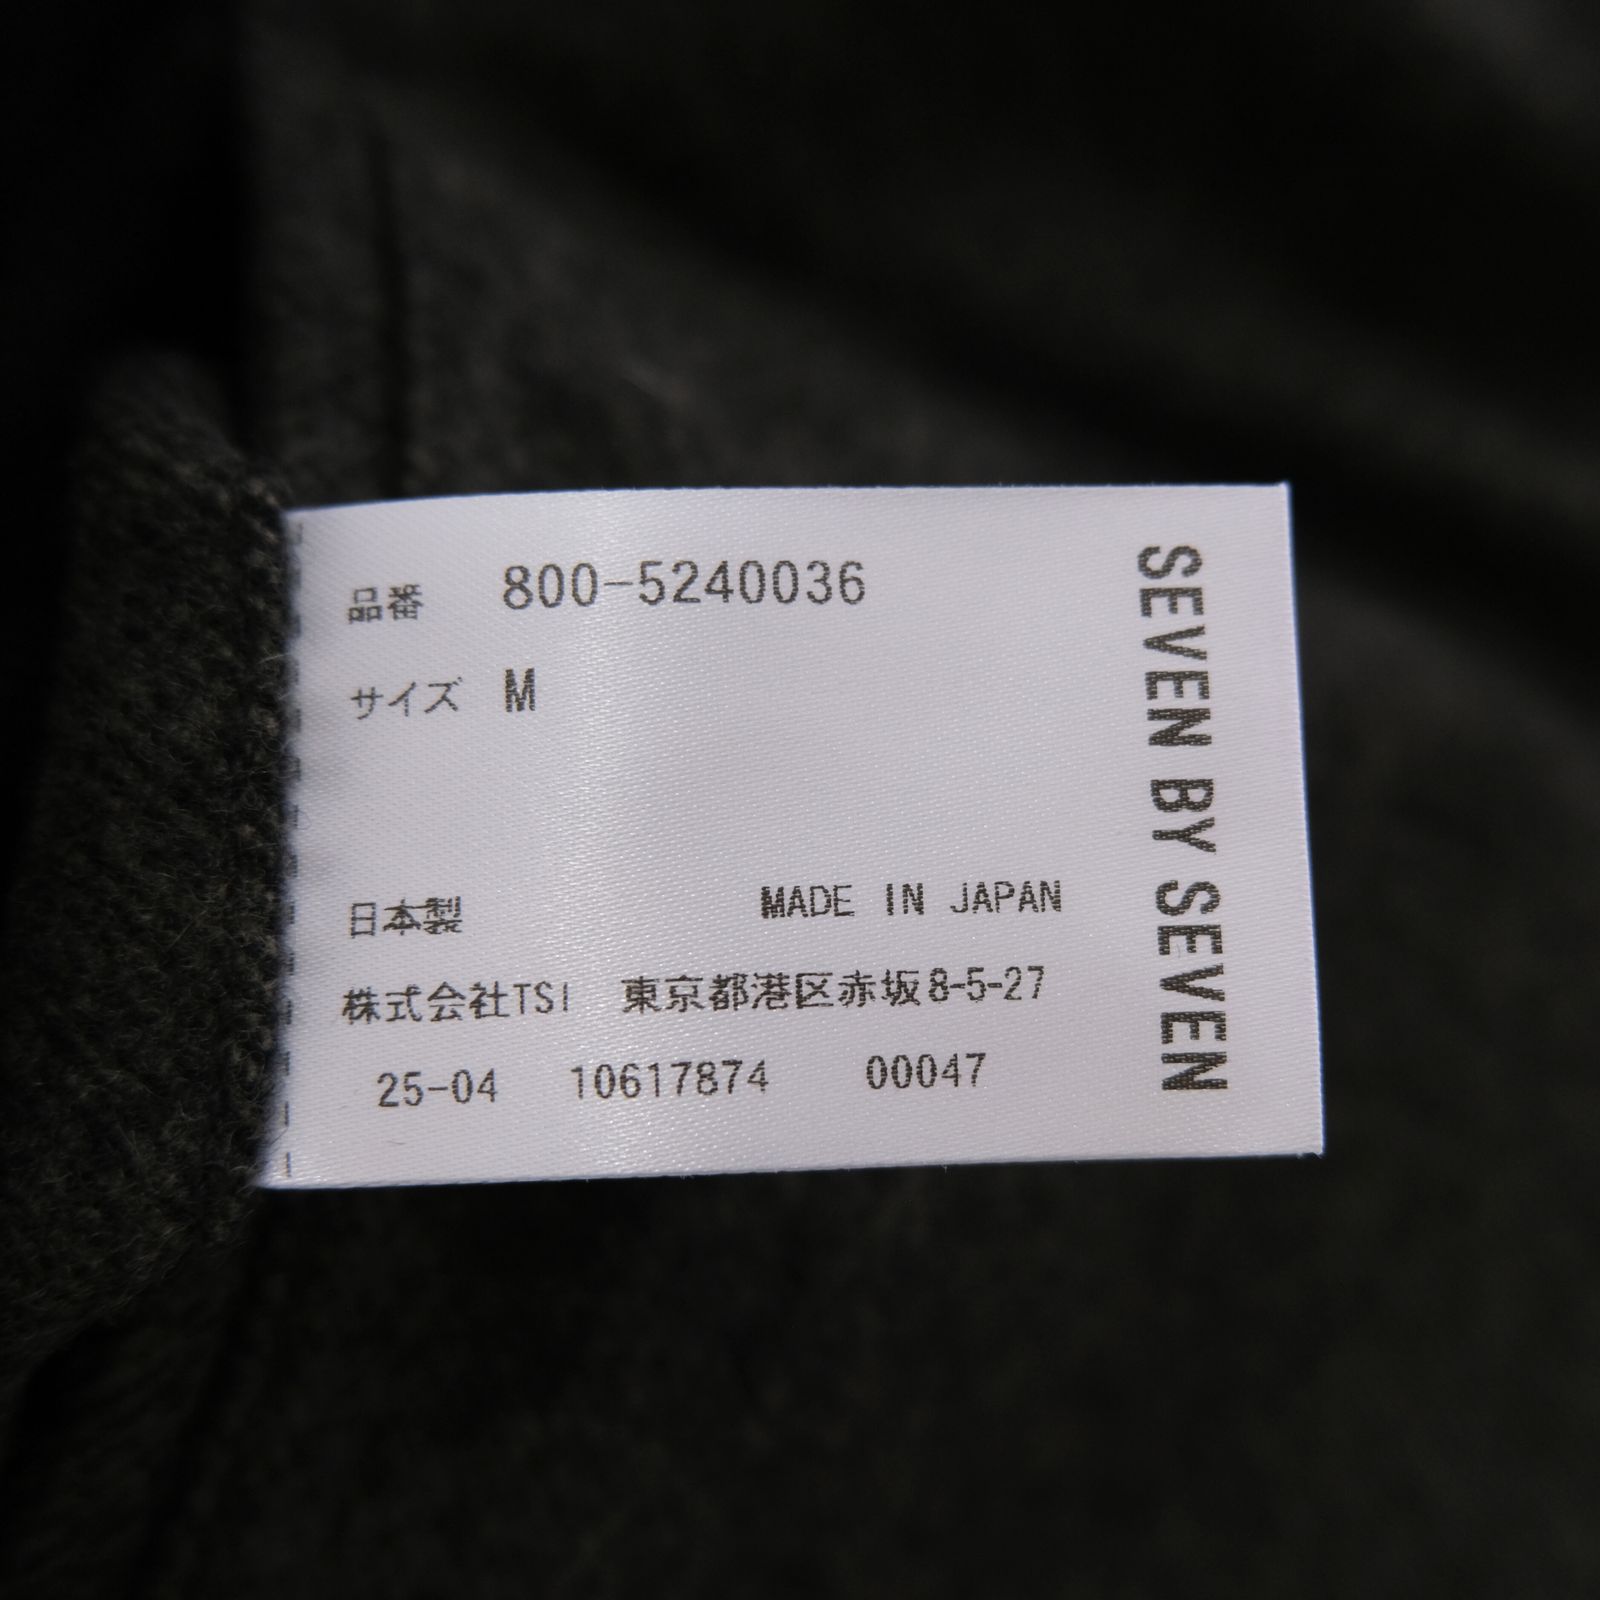 品番 800-5240036
サイズ M
日本製 MADE IN JAPAN
株式会社TSI 東京都港区赤坂8-5-27
25-04 10617874 00047
SEVEN BY SEVEN